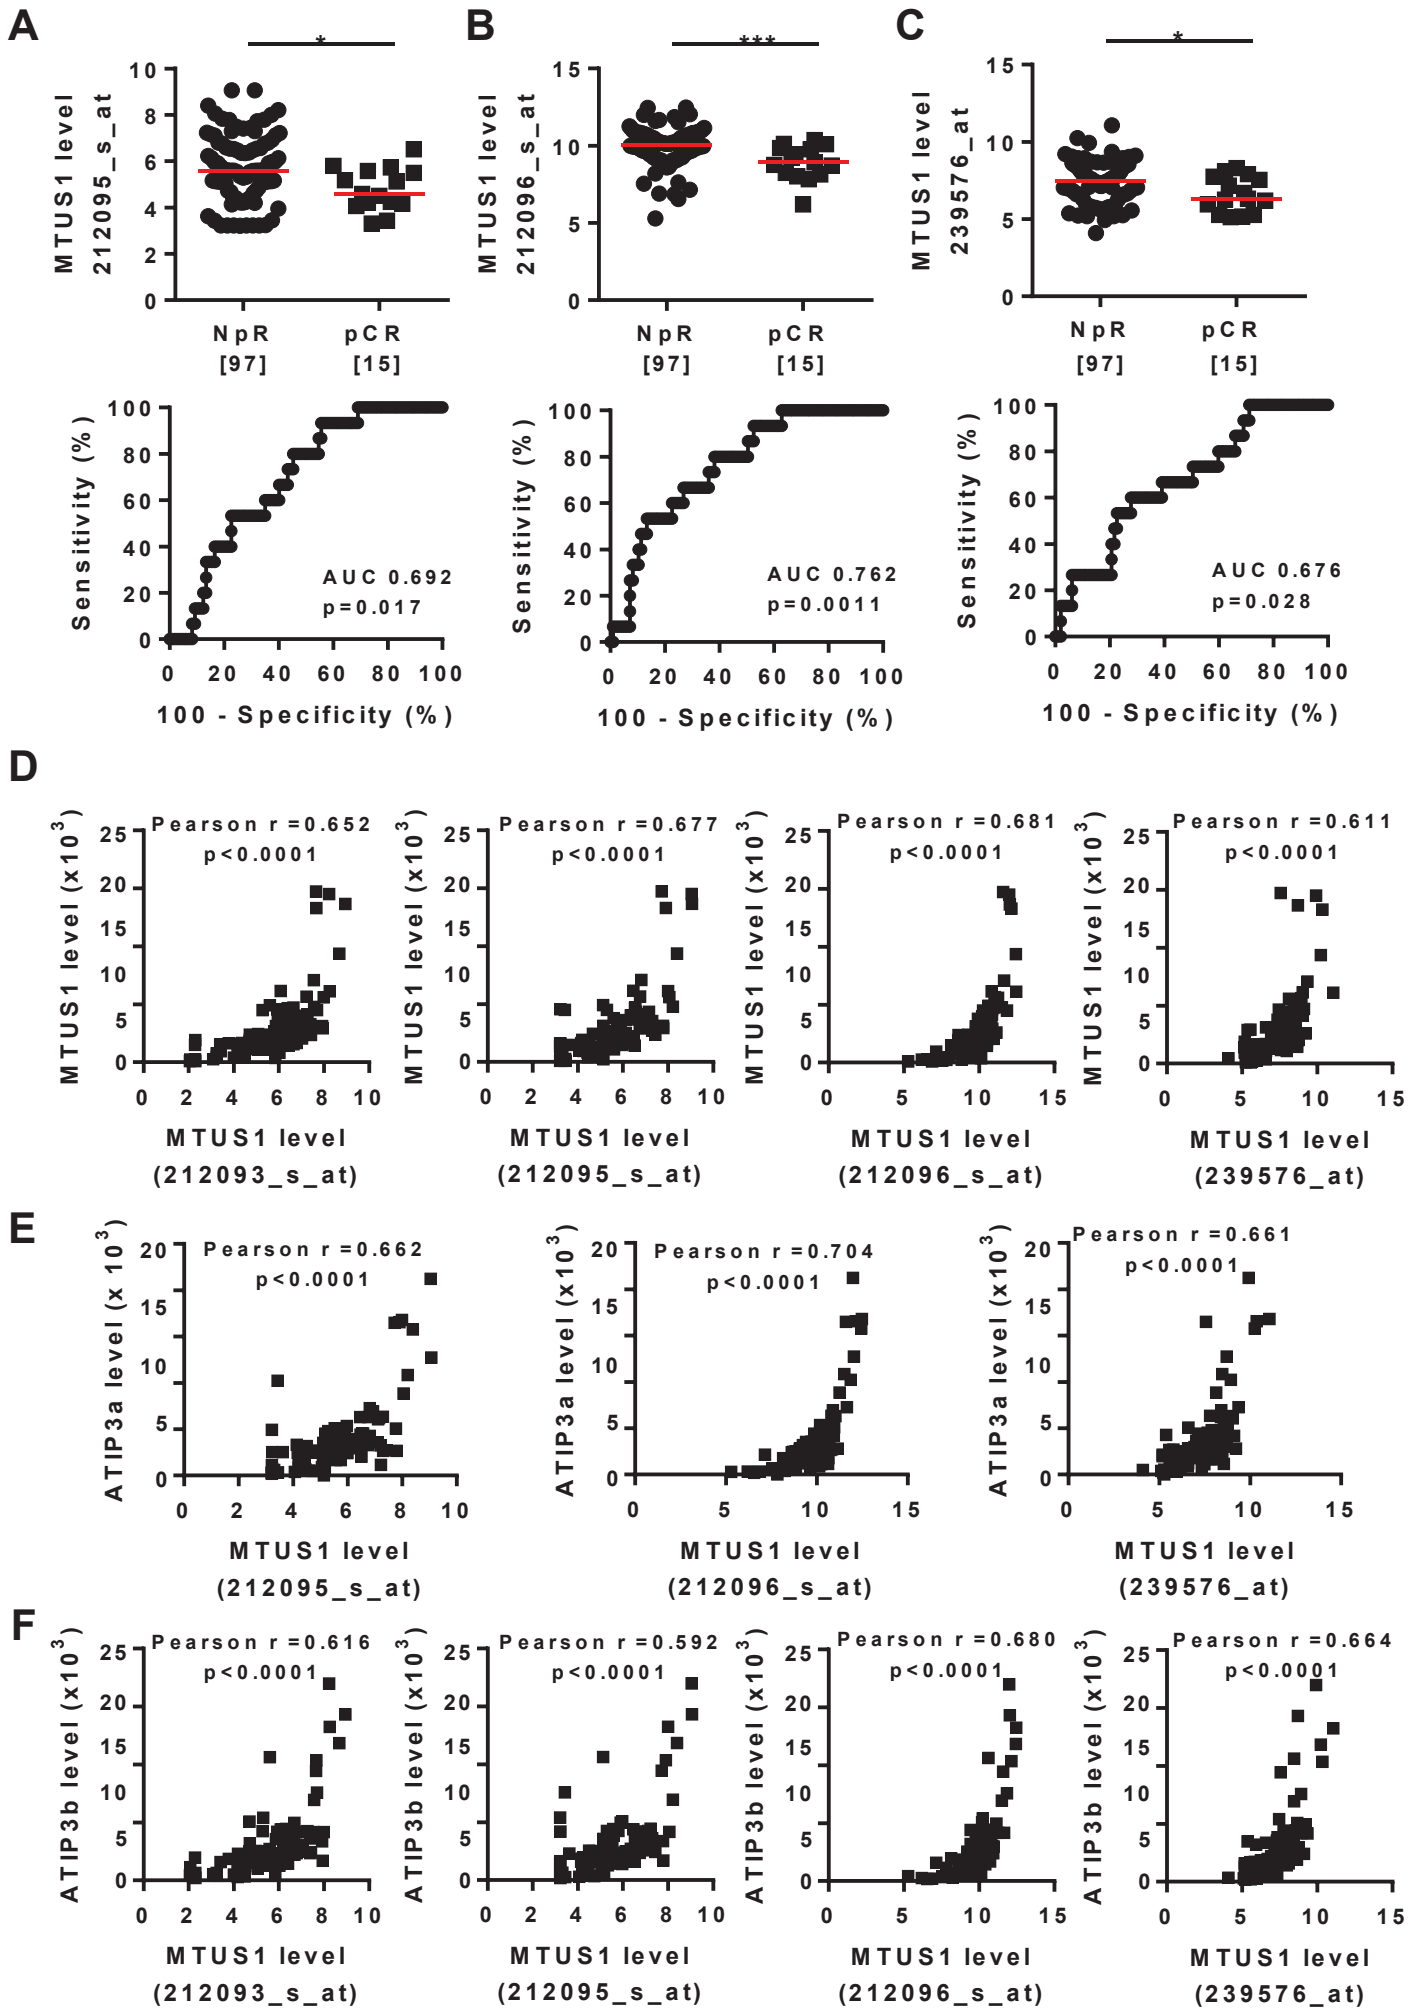 A
B
C
*
***
*
MTUS1 level
212095_s_at
10
8
6
4
2
0
NpR
[97]
pCR
[15]
MTUS1 level
212096_s_at
15
10
5
0
NpR
[97]
pCR
[15]
MTUS1 level
239576_at
15
10
5
0
NpR
[97]
pCR
[15]
Sensitivity (%)
100
80
60
40
20
0
AUC 0.692
p=0.017
0 20 40 60 80 100
100 - Specificity (%)
Sensitivity (%)
100
80
60
40
20
0
AUC 0.762
p=0.0011
0 20 40 60 80 100
100 - Specificity (%)
Sensitivity (%)
100
80
60
40
20
0
AUC 0.676
p=0.028
0 20 40 60 80 100
100 - Specificity (%)
D
MTUS1 level (x10³)
Pearson r =0.652
p<0.0001
25
20
15
10
5
0
0 2 4 6 8 10
MTUS1 level
(212093_s_at)
MTUS1 level (x10³)
Pearson r =0.677
p<0.0001
25
20
15
10
5
0
0 2 4 6 8 10
MTUS1 level
(212095_s_at)
MTUS1 level (x10³)
Pearson r =0.681
p<0.0001
25
20
15
10
5
0
0 5 10 15
MTUS1 level
(212096_s_at)
MTUS1 level (x10³)
Pearson r =0.611
p<0.0001
25
20
15
10
5
0
0 5 10 15
MTUS1 level
(239576_at)
E
ATIP3a level (x 10³)
Pearson r =0.662
p<0.0001
20
15
10
5
0
0 2 4 6 8 10
MTUS1 level
(212095_s_at)
ATIP3a level (x10³)
Pearson r =0.704
p<0.0001
20
15
10
5
0
0 5 10 15
MTUS1 level
(212096_s_at)
ATIP3a level (x10³)
Pearson r =0.661
p<0.0001
20
15
10
5
0
0 5 10 15
MTUS1 level
(239576_at)
F
ATIP3b level (x10³)
Pearson r =0.616
p<0.0001
25
20
15
10
5
0
0 2 4 6 8 10
MTUS1 level
(212093_s_at)
ATIP3b level (x10³)
Pearson r =0.592
p<0.0001
25
20
15
10
5
0
0 2 4 6 8 10
MTUS1 level
(212095_s_at)
ATIP3b level (x10³)
Pearson r =0.680
p<0.0001
25
20
15
10
5
0
0 5 10 15
MTUS1 level
(212096_s_at)
ATIP3b level (x10³)
Pearson r =0.664
p<0.0001
25
20
15
10
5
0
0 5 10 15
MTUS1 level
(239576_at)